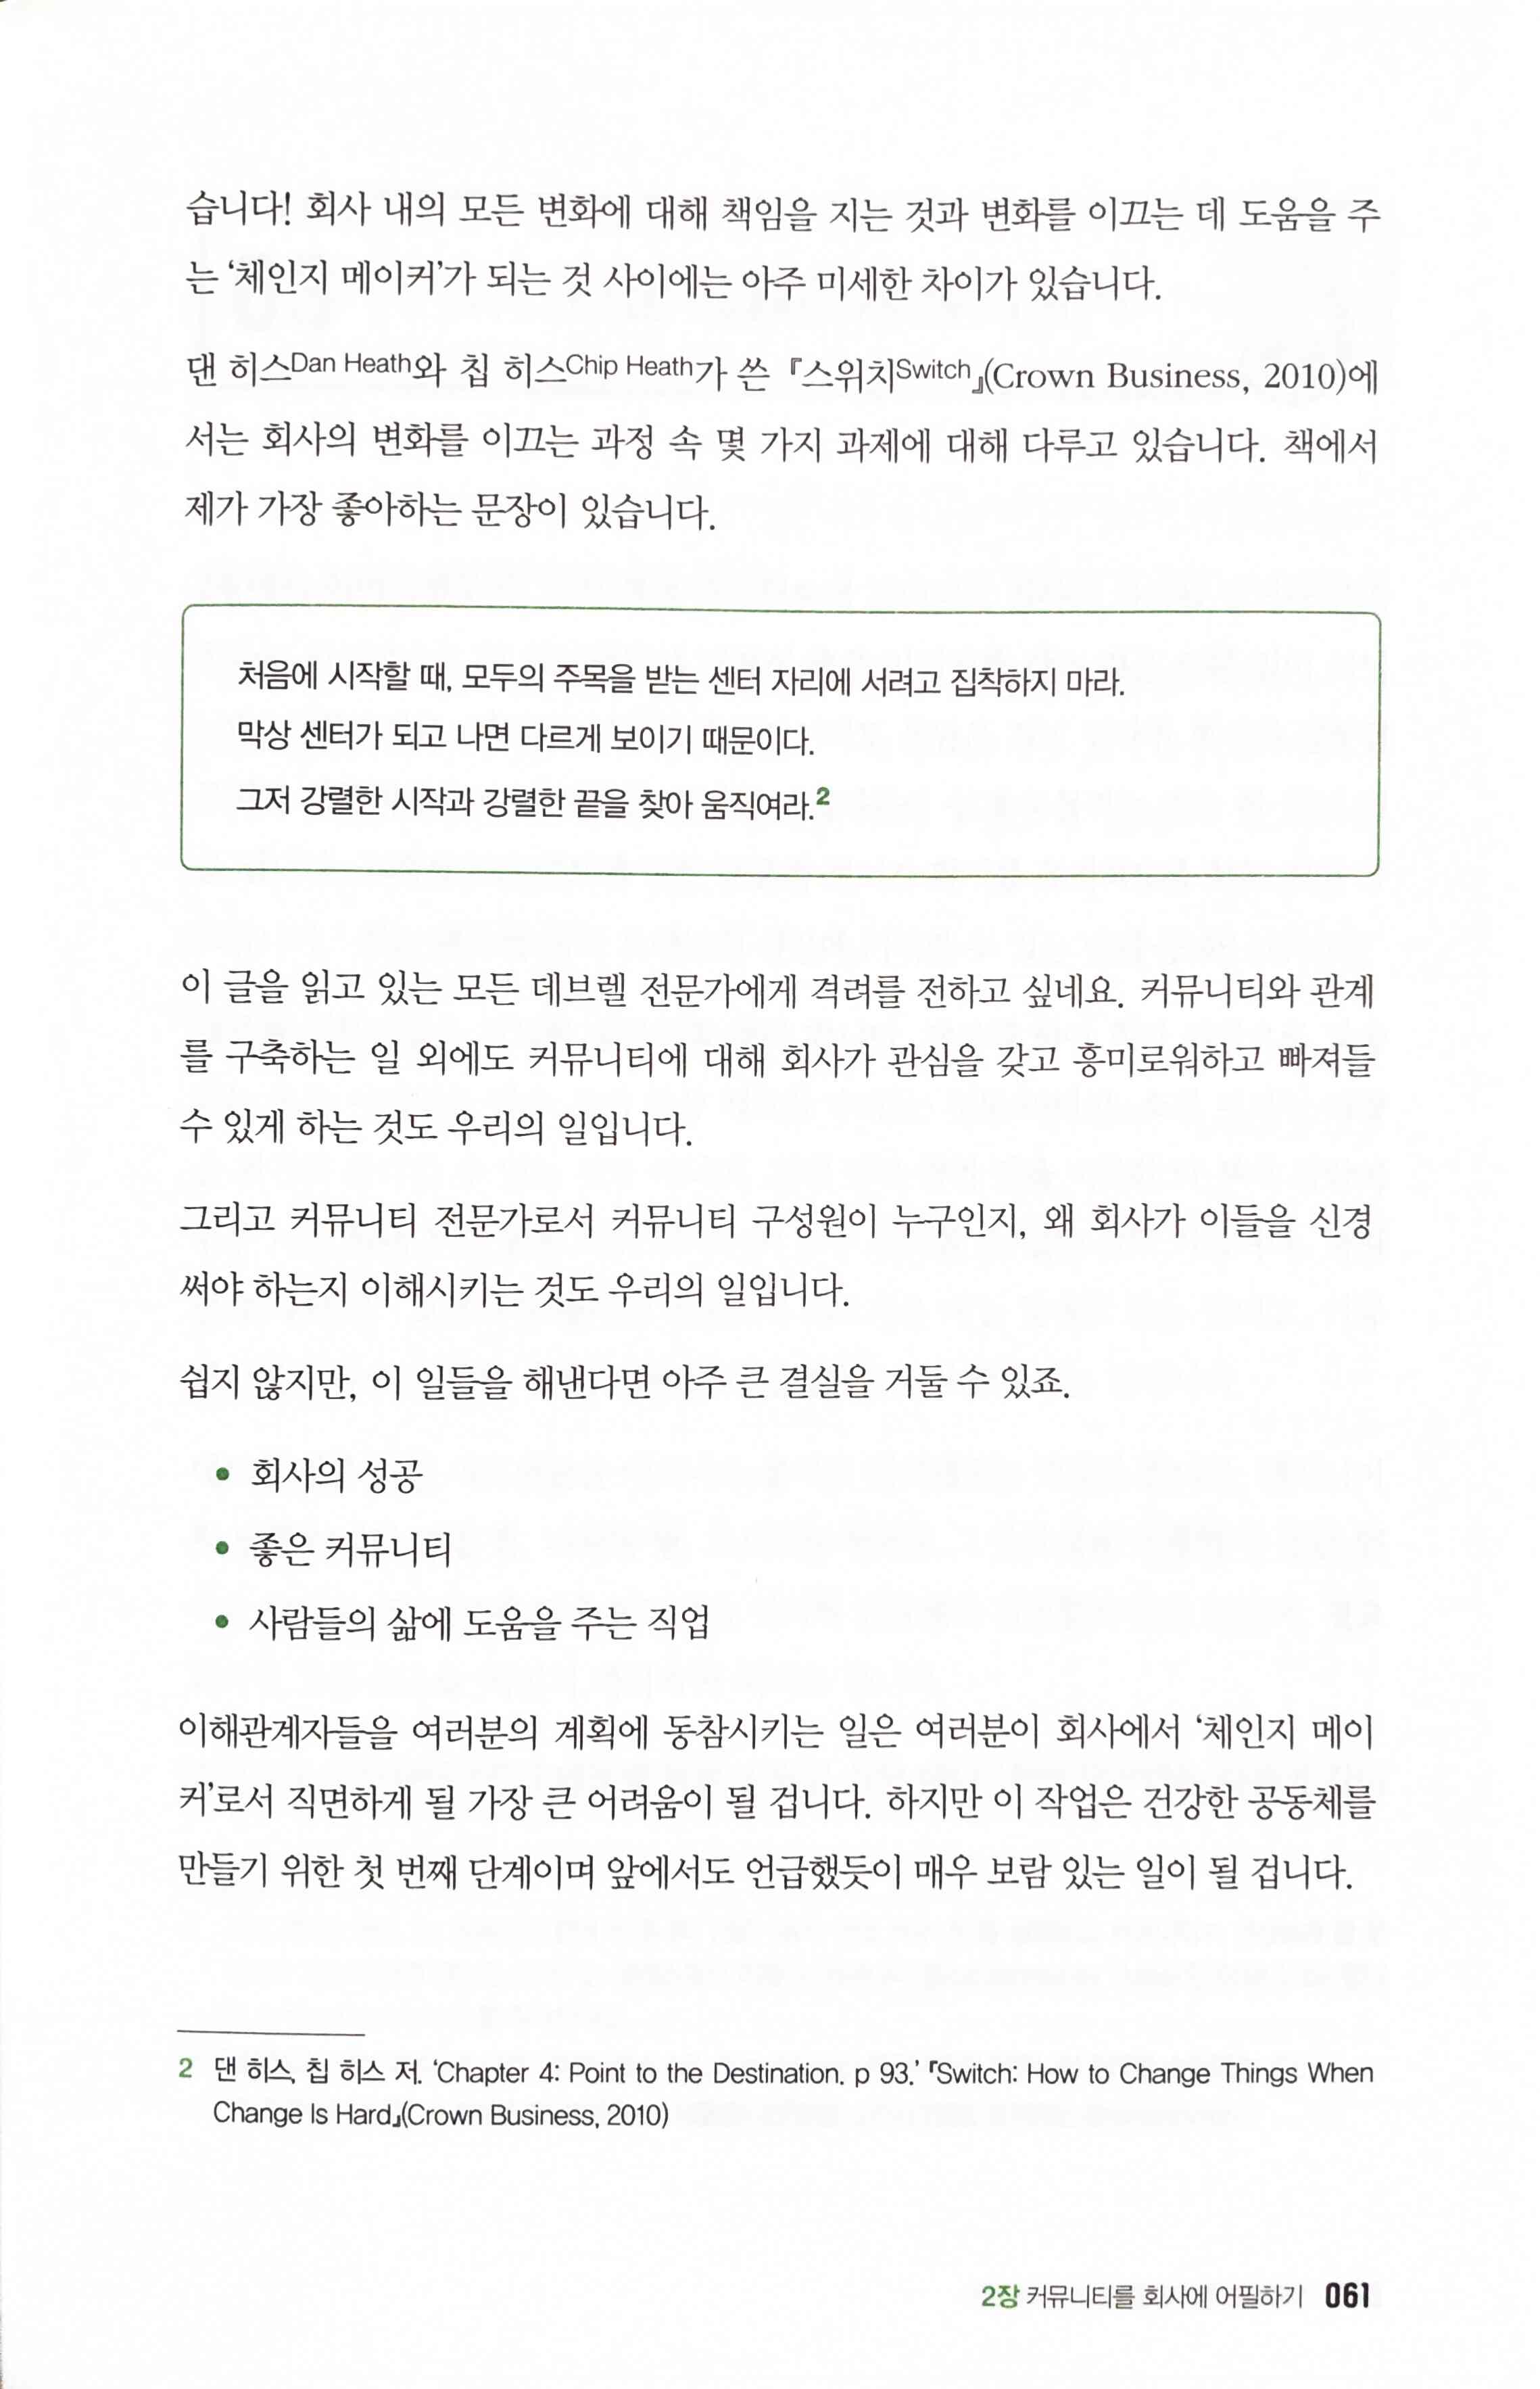 습니다! 회사 내의 모든 변화에 대해 책임을 지는 것과 변화를 이끄는 데 도움을 주
는 ‘체인지 메이커’가 되는 것 사이에는 아주 미세한 차이가 있습니다.
댄 히스Dan Heath와 칩 히스Chip Heath가 쓴 『스위치Switch』(Crown Business, 2010)에
서는 회사의 변화를 이끄는 과정 속 몇 가지 과제에 대해 다루고 있습니다. 책에서
제가 가장 좋아하는 문장이 있습니다.
처음에 시작할 때, 모두의 주목을 받는 센터 자리에 서려고 집착하지 마라.
막상 센터가 되고 나면 다르게 보이기 때문이다.
그저 강렬한 시작과 강렬한 끝을 찾아 움직여라.2
이 글을 읽고 있는 모든 데브렐 전문가에게 격려를 전하고 싶네요. 커뮤니티와 관계
를 구축하는 일 외에도 커뮤니티에 대해 회사가 관심을 갖고 흥미로워하고 빠져들
수 있게 하는 것도 우리의 일입니다.
그리고 커뮤니티 전문가로서 커뮤니티 구성원이 누구인지, 왜 회사가 이들을 신경
써야 하는지 이해시키는 것도 우리의 일입니다.
쉽지 않지만, 이 일들을 해낸다면 아주 큰 결실을 거둘 수 있죠.
• 회사의 성공
• 좋은 커뮤니티
• 사람들의 삶에 도움을 주는 직업
이해관계자들을 여러분의 계획에 동참시키는 일은 여러분이 회사에서 ‘체인지 메이
커’로서 직면하게 될 가장 큰 어려움이 될 겁니다. 하지만 이 작업은 건강한 공동체를
만들기 위한 첫 번째 단계이며 앞에서도 언급했듯이 매우 보람 있는 일이 될 겁니다.
2 댄 히스, 칩 히스 저. ‘Chapter 4: Point to the Destination. p 93.’ 『Switch: How to Change Things When
Change Is Hard』(Crown Business, 2010)
2장 커뮤니티를 회사에 어필하기 061